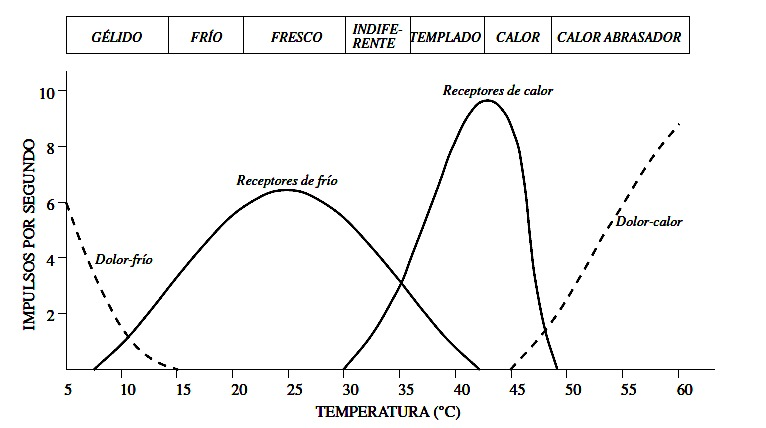 GÉLIDO FRÍO FRESCO INDIFE-
RENTE TEMPLADO CALOR CALOR ABRASADOR
Receptores de calor
Receptores de frío
Dolor-frío
Dolor-calor
IMPULSOS POR SEGUNDO
10
8
6
4
2
5 10 15 20 25 30 35 40 45 50 55 60
TEMPERATURA (°C)